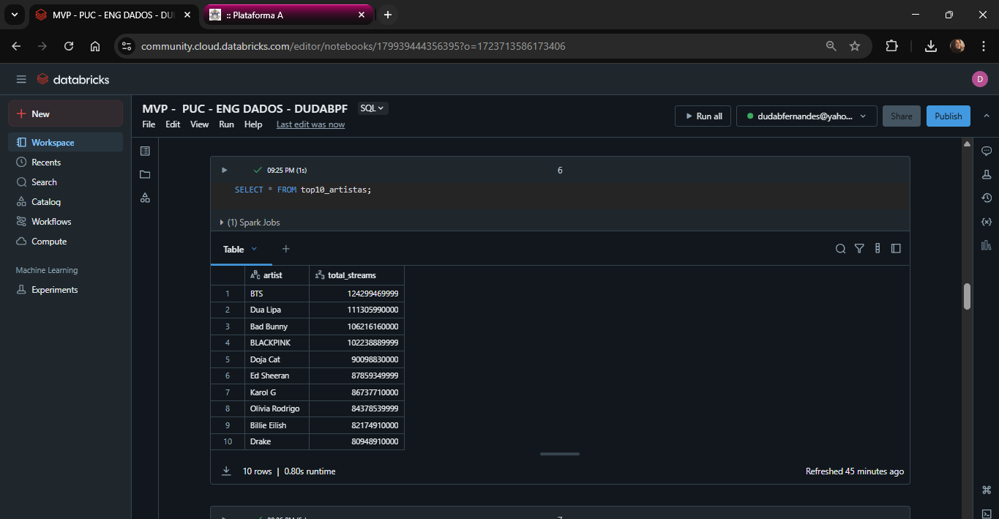 MVP - PUC - ENG DADOS - DU
:: Plataforma A
community.cloud.databricks.com/editor/notebooks/179939444356395?o=1723713586173406
databricks
D
New
Workspace
Recents
Search
Catalog
Workflows
Compute
Machine Learning
Experiments
MVP - PUC - ENG DADOS - DUDABPF SQL
File Edit View Run Help Last edit was now
Run all dudabfernandes@yaho... Share Publish
09:25 PM (1s) 6
SELECT * FROM top10_artistas;
(1) Spark Jobs
Table +
artist total_streams
1 BTS 124299469999
2 Dua Lipa 111305990000
3 Bad Bunny 106216160000
4 BLACKPINK 102238889999
5 Doja Cat 90098830000
6 Ed Sheeran 87859349999
7 Karol G 86737710000
8 Olivia Rodrigo 84378539999
9 Billie Eilish 82174910000
10 Drake 80948910000
10 rows | 0.80s runtime Refreshed 45 minutes ago